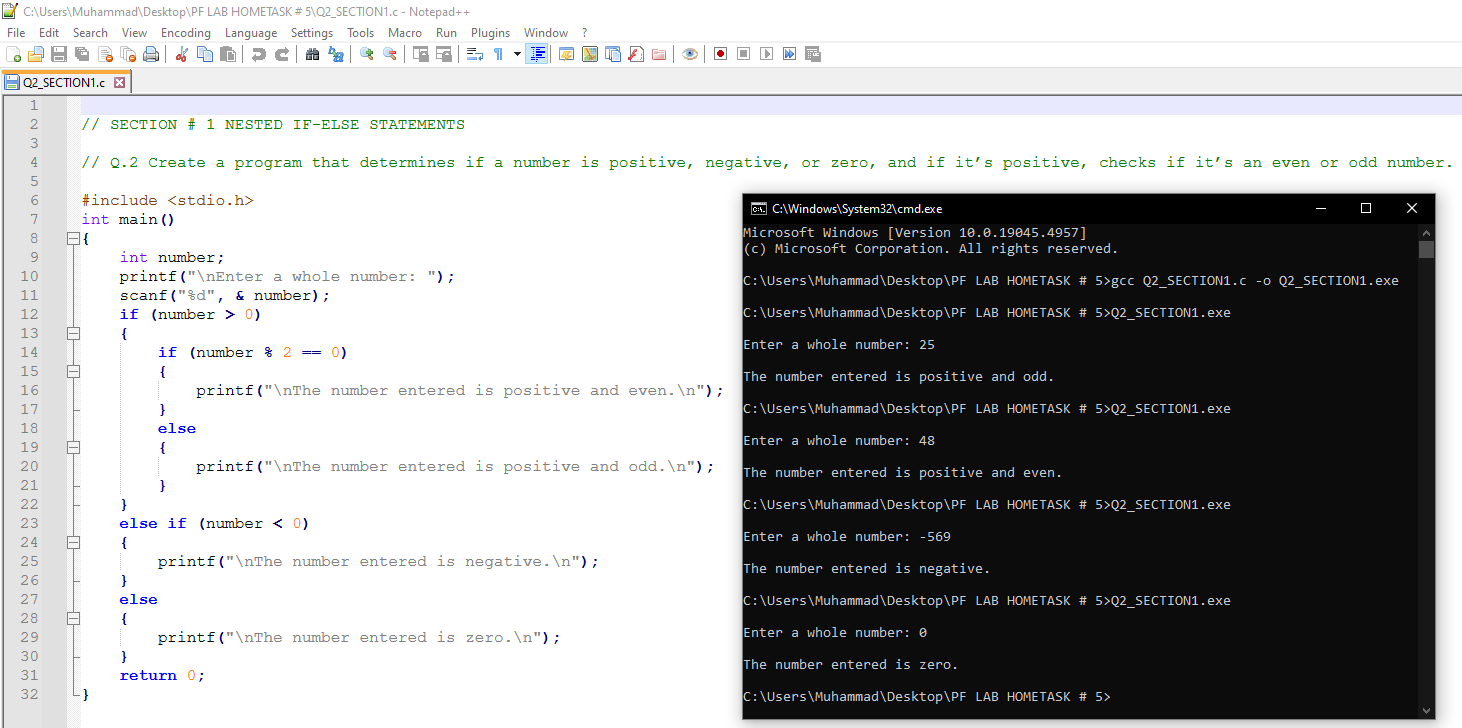 C:\Users\Muhammad\Desktop\PF LAB HOMETASK # 5\Q2_SECTION1.c - Notepad++
File Edit Search View Encoding Language Settings Tools Macro Run Plugins Window ?
Q2_SECTION1.c
1
2 // SECTION # 1 NESTED IF-ELSE STATEMENTS
3
4 // Q.2 Create a program that determines if a number is positive, negative, or zero, and if it’s positive, checks if it’s an even or odd number.
5
6 #include <stdio.h>
7 int main()
8 {
9 int number;
10 printf("\nEnter a whole number: ");
11 scanf("%d", & number);
12 if (number > 0)
13 {
14 if (number % 2 == 0)
15 {
16 printf("\nThe number entered is positive and even.\n");
17 }
18 else
19 {
20 printf("\nThe number entered is positive and odd.\n");
21 }
22 }
23 else if (number < 0)
24 {
25 printf("\nThe number entered is negative.\n");
26 }
27 else
28 {
29 printf("\nThe number entered is zero.\n");
30 }
31 return 0;
32 }
C:\Windows\System32\cmd.exe
Microsoft Windows [Version 10.0.19045.4957]
(c) Microsoft Corporation. All rights reserved.
C:\Users\Muhammad\Desktop\PF LAB HOMETASK # 5>gcc Q2_SECTION1.c -o Q2_SECTION1.exe
C:\Users\Muhammad\Desktop\PF LAB HOMETASK # 5>Q2_SECTION1.exe
Enter a whole number: 25
The number entered is positive and odd.
C:\Users\Muhammad\Desktop\PF LAB HOMETASK # 5>Q2_SECTION1.exe
Enter a whole number: 48
The number entered is positive and even.
C:\Users\Muhammad\Desktop\PF LAB HOMETASK # 5>Q2_SECTION1.exe
Enter a whole number: -569
The number entered is negative.
C:\Users\Muhammad\Desktop\PF LAB HOMETASK # 5>Q2_SECTION1.exe
Enter a whole number: 0
The number entered is zero.
C:\Users\Muhammad\Desktop\PF LAB HOMETASK # 5>